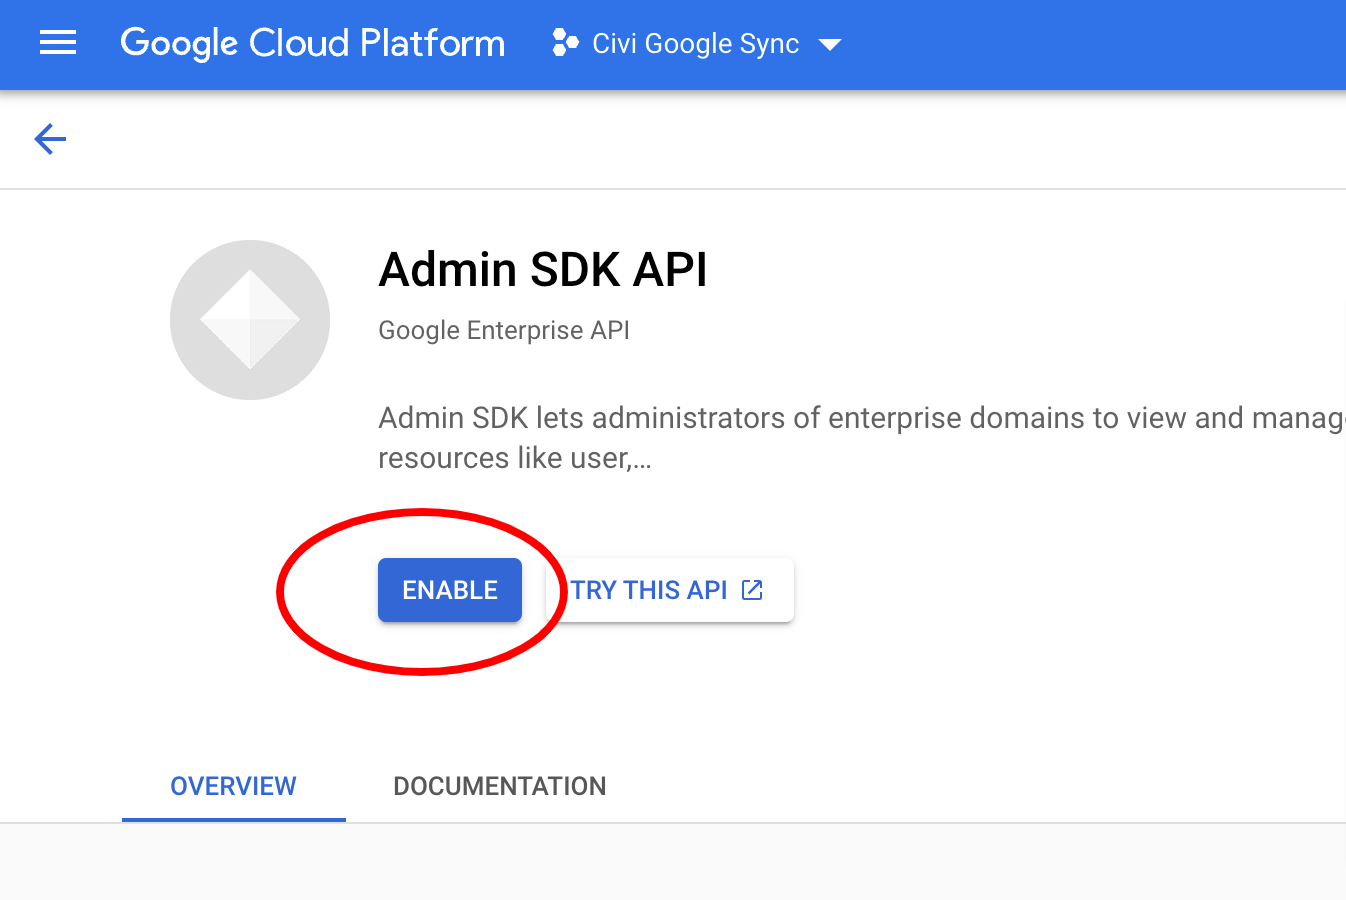 Google Cloud Platform
Civi Google Sync
Admin SDK API
Google Enterprise API
Admin SDK lets administrators of enterprise domains to view and manag
resources like user,...
ENABLE
TRY THIS API
OVERVIEW
DOCUMENTATION